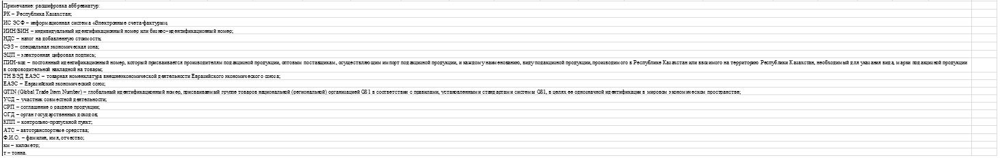 Примечание: расшифровка аббревиатур:
РК – Республика Казахстан;
ИС ЭСФ – информационная система «Электронные счета-фактуры»;
ИИН/БИН – индивидуальный идентификационный номер или бизнес–идентификационный номер;
НДС – налог на добавленную стоимость;
СЭЗ – специальная экономическая зона;
ЭЦП – электронная цифровая подпись;
ПИН-код – постоянный идентификационный номер, который присваивается производителям подакцизной продукции, оптовым поставщикам, осуществляющим импорт подакцизной продукции, и каждому наименованию, виду подакцизной продукции, производимого в Республике Казахстан или ввозимого на территорию Республики Казахстан, необходимый для указания вида, марки подакцизной продукции
в сопроводительной накладной на товары;
ТН ВЭД ЕАЭС – товарная номенклатура внешнеэкономической деятельности Евразийского экономического союза;
ЕАЭС – Евразийский экономический союз;
GTIN (Global Trade Item Number) – глобальный идентификационный номер, присваиваемый группе товаров национальной (региональной) организацией GS1 в соответствии с правилами, установленными стандартами системы GS1, в целях ее однозначной идентификации в мировом экономическом пространстве;
УСД – участник совместной деятельности;
СРП – соглашение о разделе продукции;
ОГД – орган государственных доходов;
КПП – контрольно-пропускной пункт;
АТС – автотранспортные средства;
Ф.И.О. – фамилия, имя, отчество;
км – километр;
т – тонна.